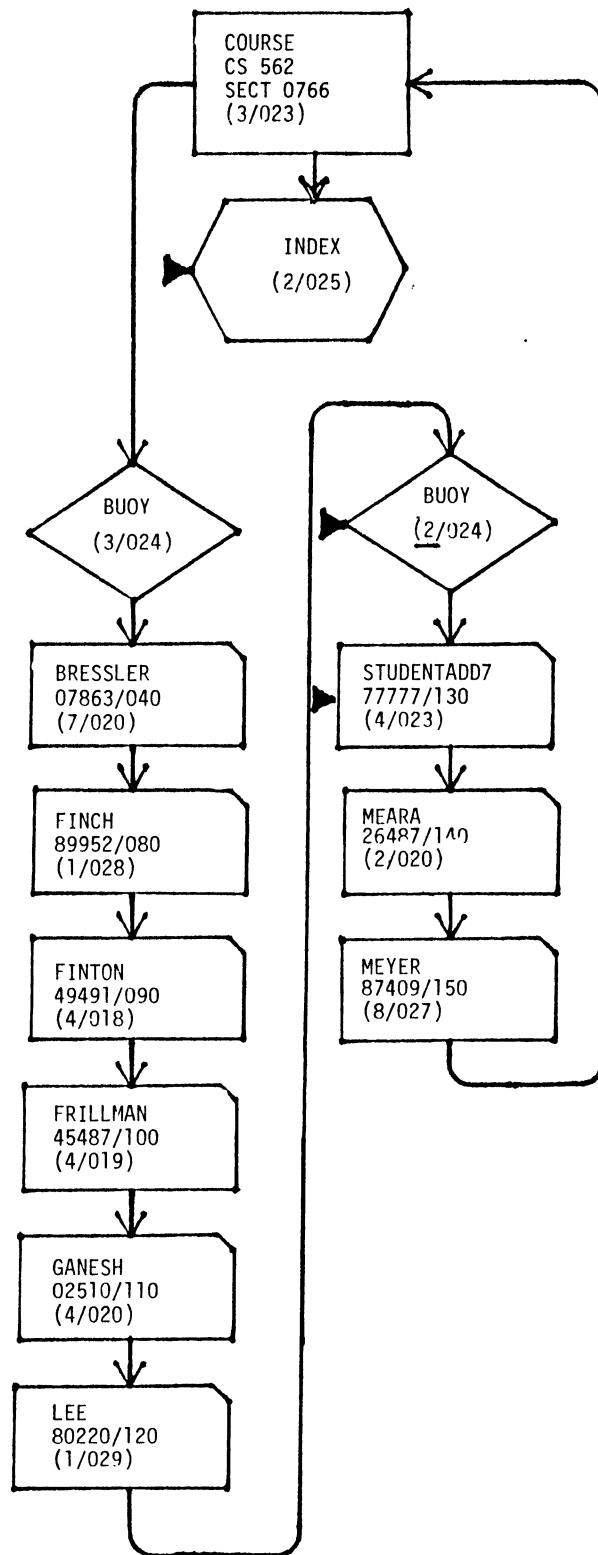 COURSE
CS 562
SECT 0766
(3/023)
INDEX
(2/025)
BUOY
(3/024)
BRESSLER
07863/040
(7/020)
FINCH
89952/080
(1/028)
FINTON
49491/090
(4/018)
FRILLMAN
45487/100
(4/019)
GANESH
02510/110
(4/020)
LEE
80220/120
(1/029)
BUOY
(2/024)
STUDENTADD7
77777/130
(4/023)
MEARA
26487/140
(2/020)
MEYER
87409/150
(8/027)